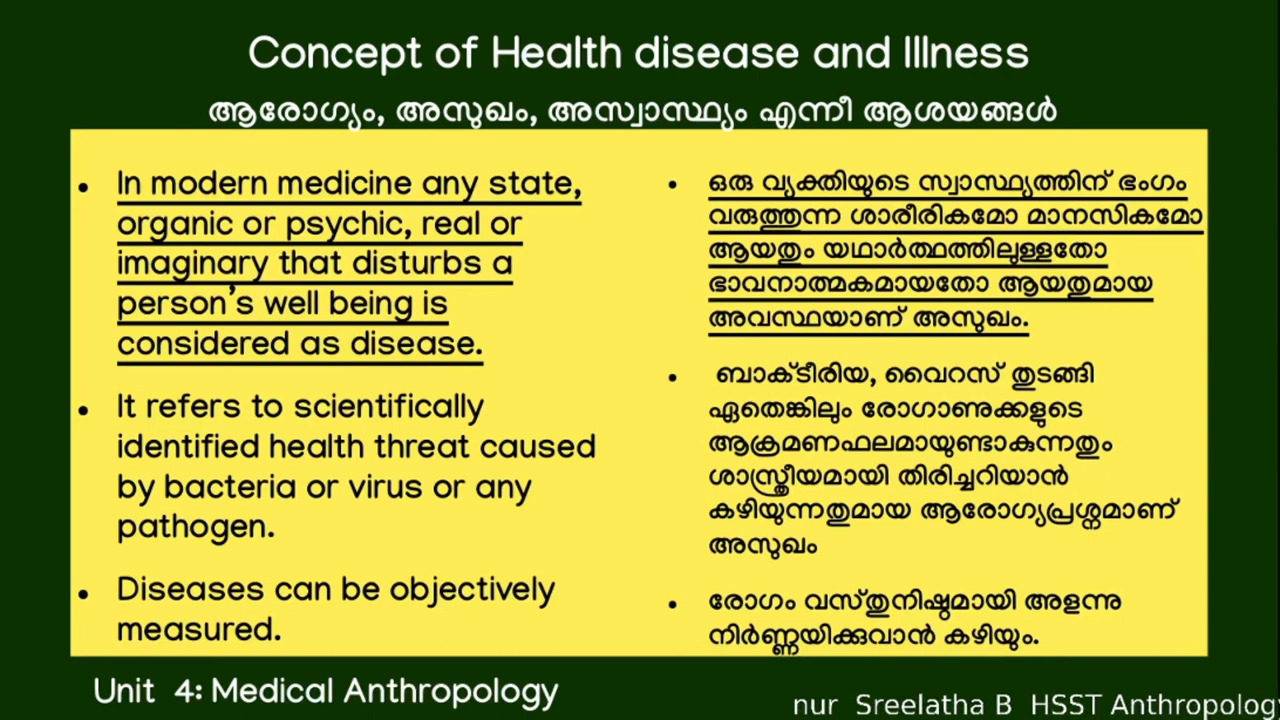 Concept of Health disease and Illness
ആരോഗ്യം, അസുഖം, അസ്വാസ്ഥ്യം എന്നീ ആശയങ്ങൾ
• In modern medicine any state,
organic or psychic, real or
imaginary that disturbs a
person's well being is
considered as disease.
• It refers to scientifically
identified health threat caused
by bacteria or virus or any
pathogen.
• Diseases can be objectively
measured.
• ഒരു വ്യക്തിയുടെ സ്വാസ്ഥ്യത്തിന് ഭംഗം
വരുത്തുന്ന ശാരീരികമോ മാനസികമോ
ആയതും യഥാർത്ഥത്തിലുള്ളതോ
ഭാവനാത്മകമായതോ ആയതുമായ
അവസ്ഥയാണ് അസുഖം.
• ബാക്ടീരിയ, വൈറസ് തുടങ്ങി
ഏതെങ്കിലും രോഗാണുക്കളുടെ
ആക്രമണഫലമായുണ്ടാകുന്നതും
ശാസ്ത്രീയമായി തിരിച്ചറിയാൻ
കഴിയുന്നതുമായ ആരോഗ്യപ്രശ്നമാണ്
അസുഖം
• രോഗം വസ്തുനിഷ്ഠമായി അളന്നു
നിർണ്ണയിക്കുവാൻ കഴിയും.
Unit 4: Medical Anthropology
nur Sreelatha B HSST Anthropolog